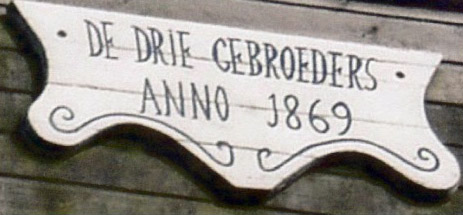 DE DRIE GEBROEDERS
ANNO 1869